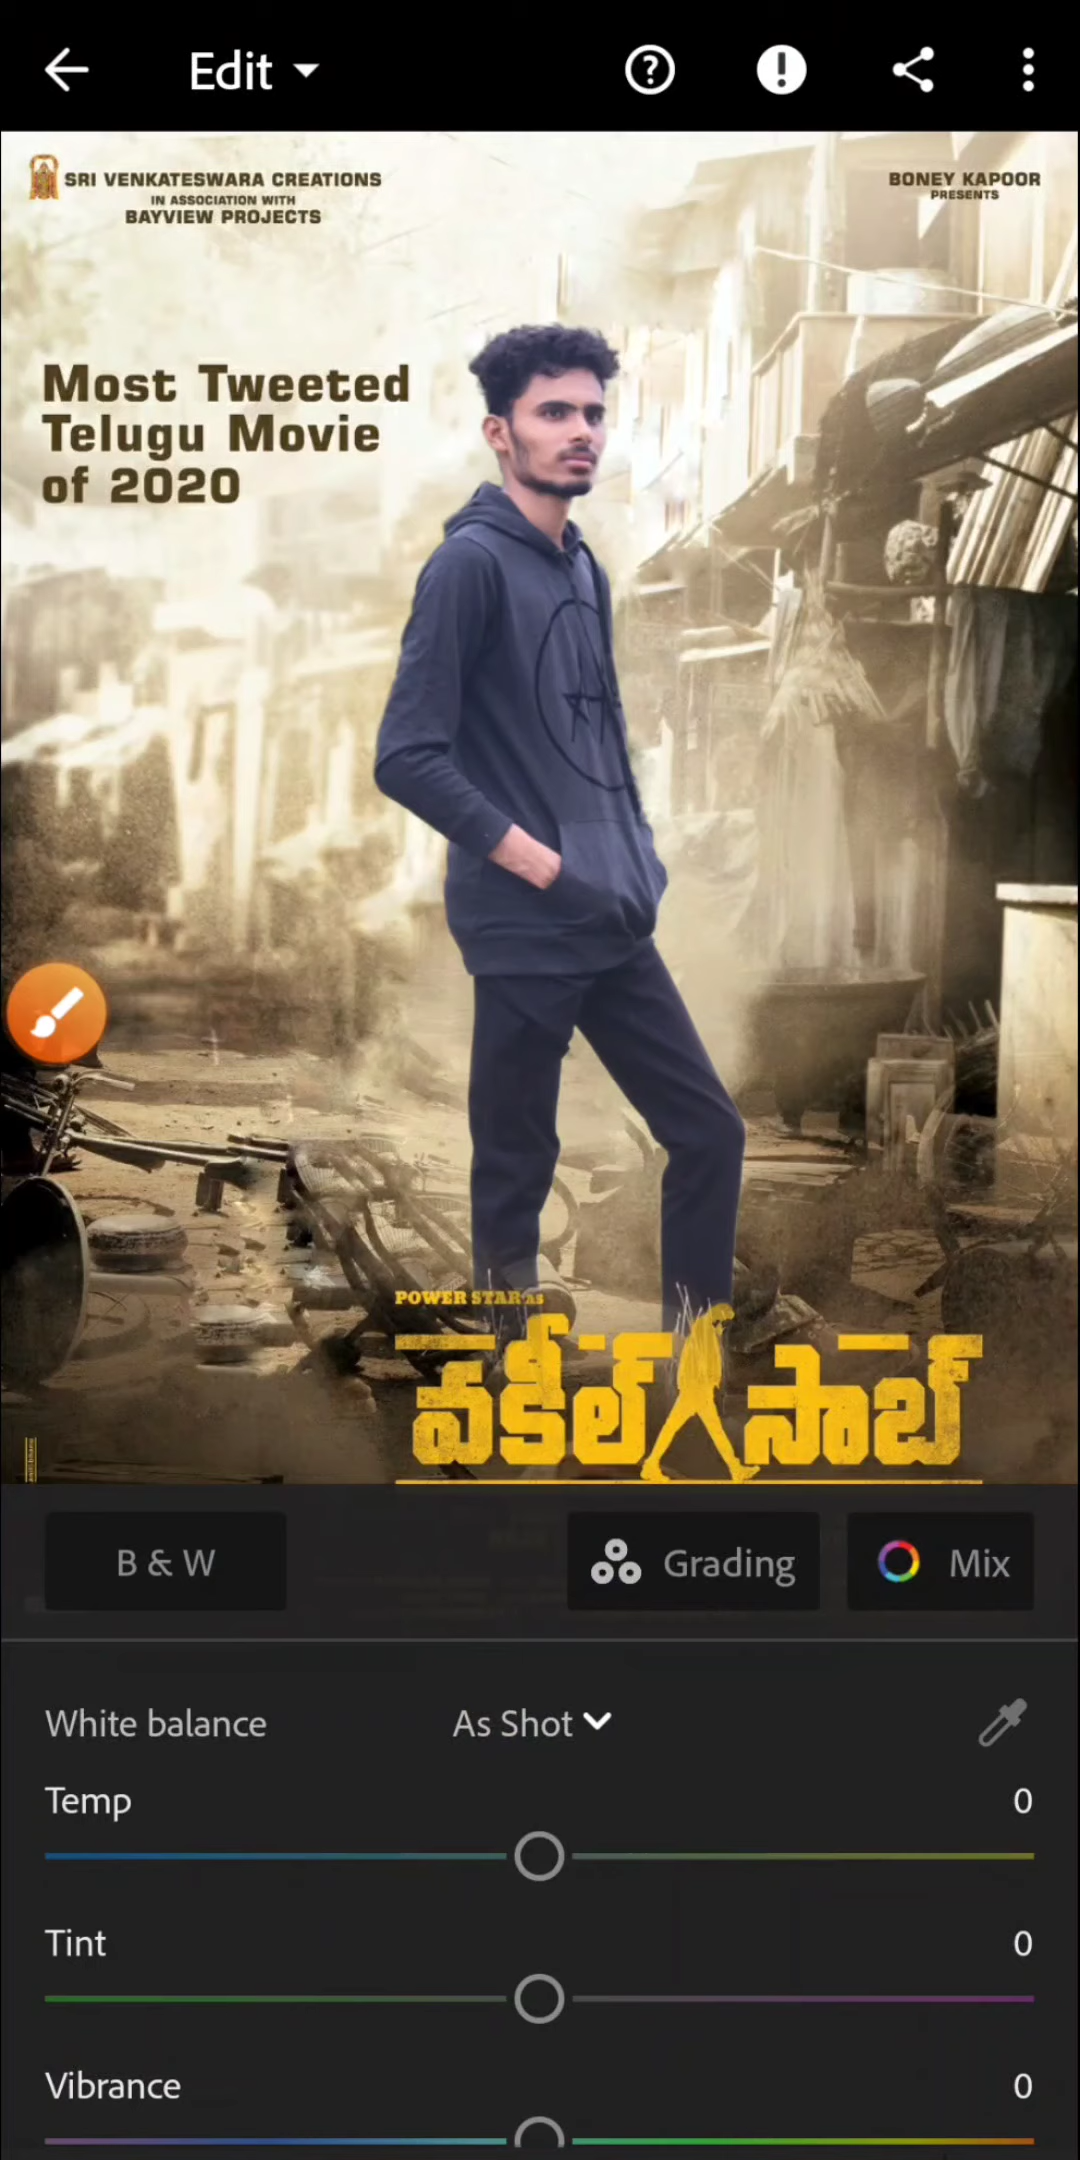 Edit
SRI VENKATESWARA CREATIONS
IN ASSOCIATION WITH
BAYVIEW PROJECTS
BONEY KAPOOR
PRESENTS
Most Tweeted
Telugu Movie
of 2020
POWER STAR AS
వకీల్ సాబ్
B & W
Grading
Mix
White balance
As Shot
Temp
0
Tint
0
Vibrance
0